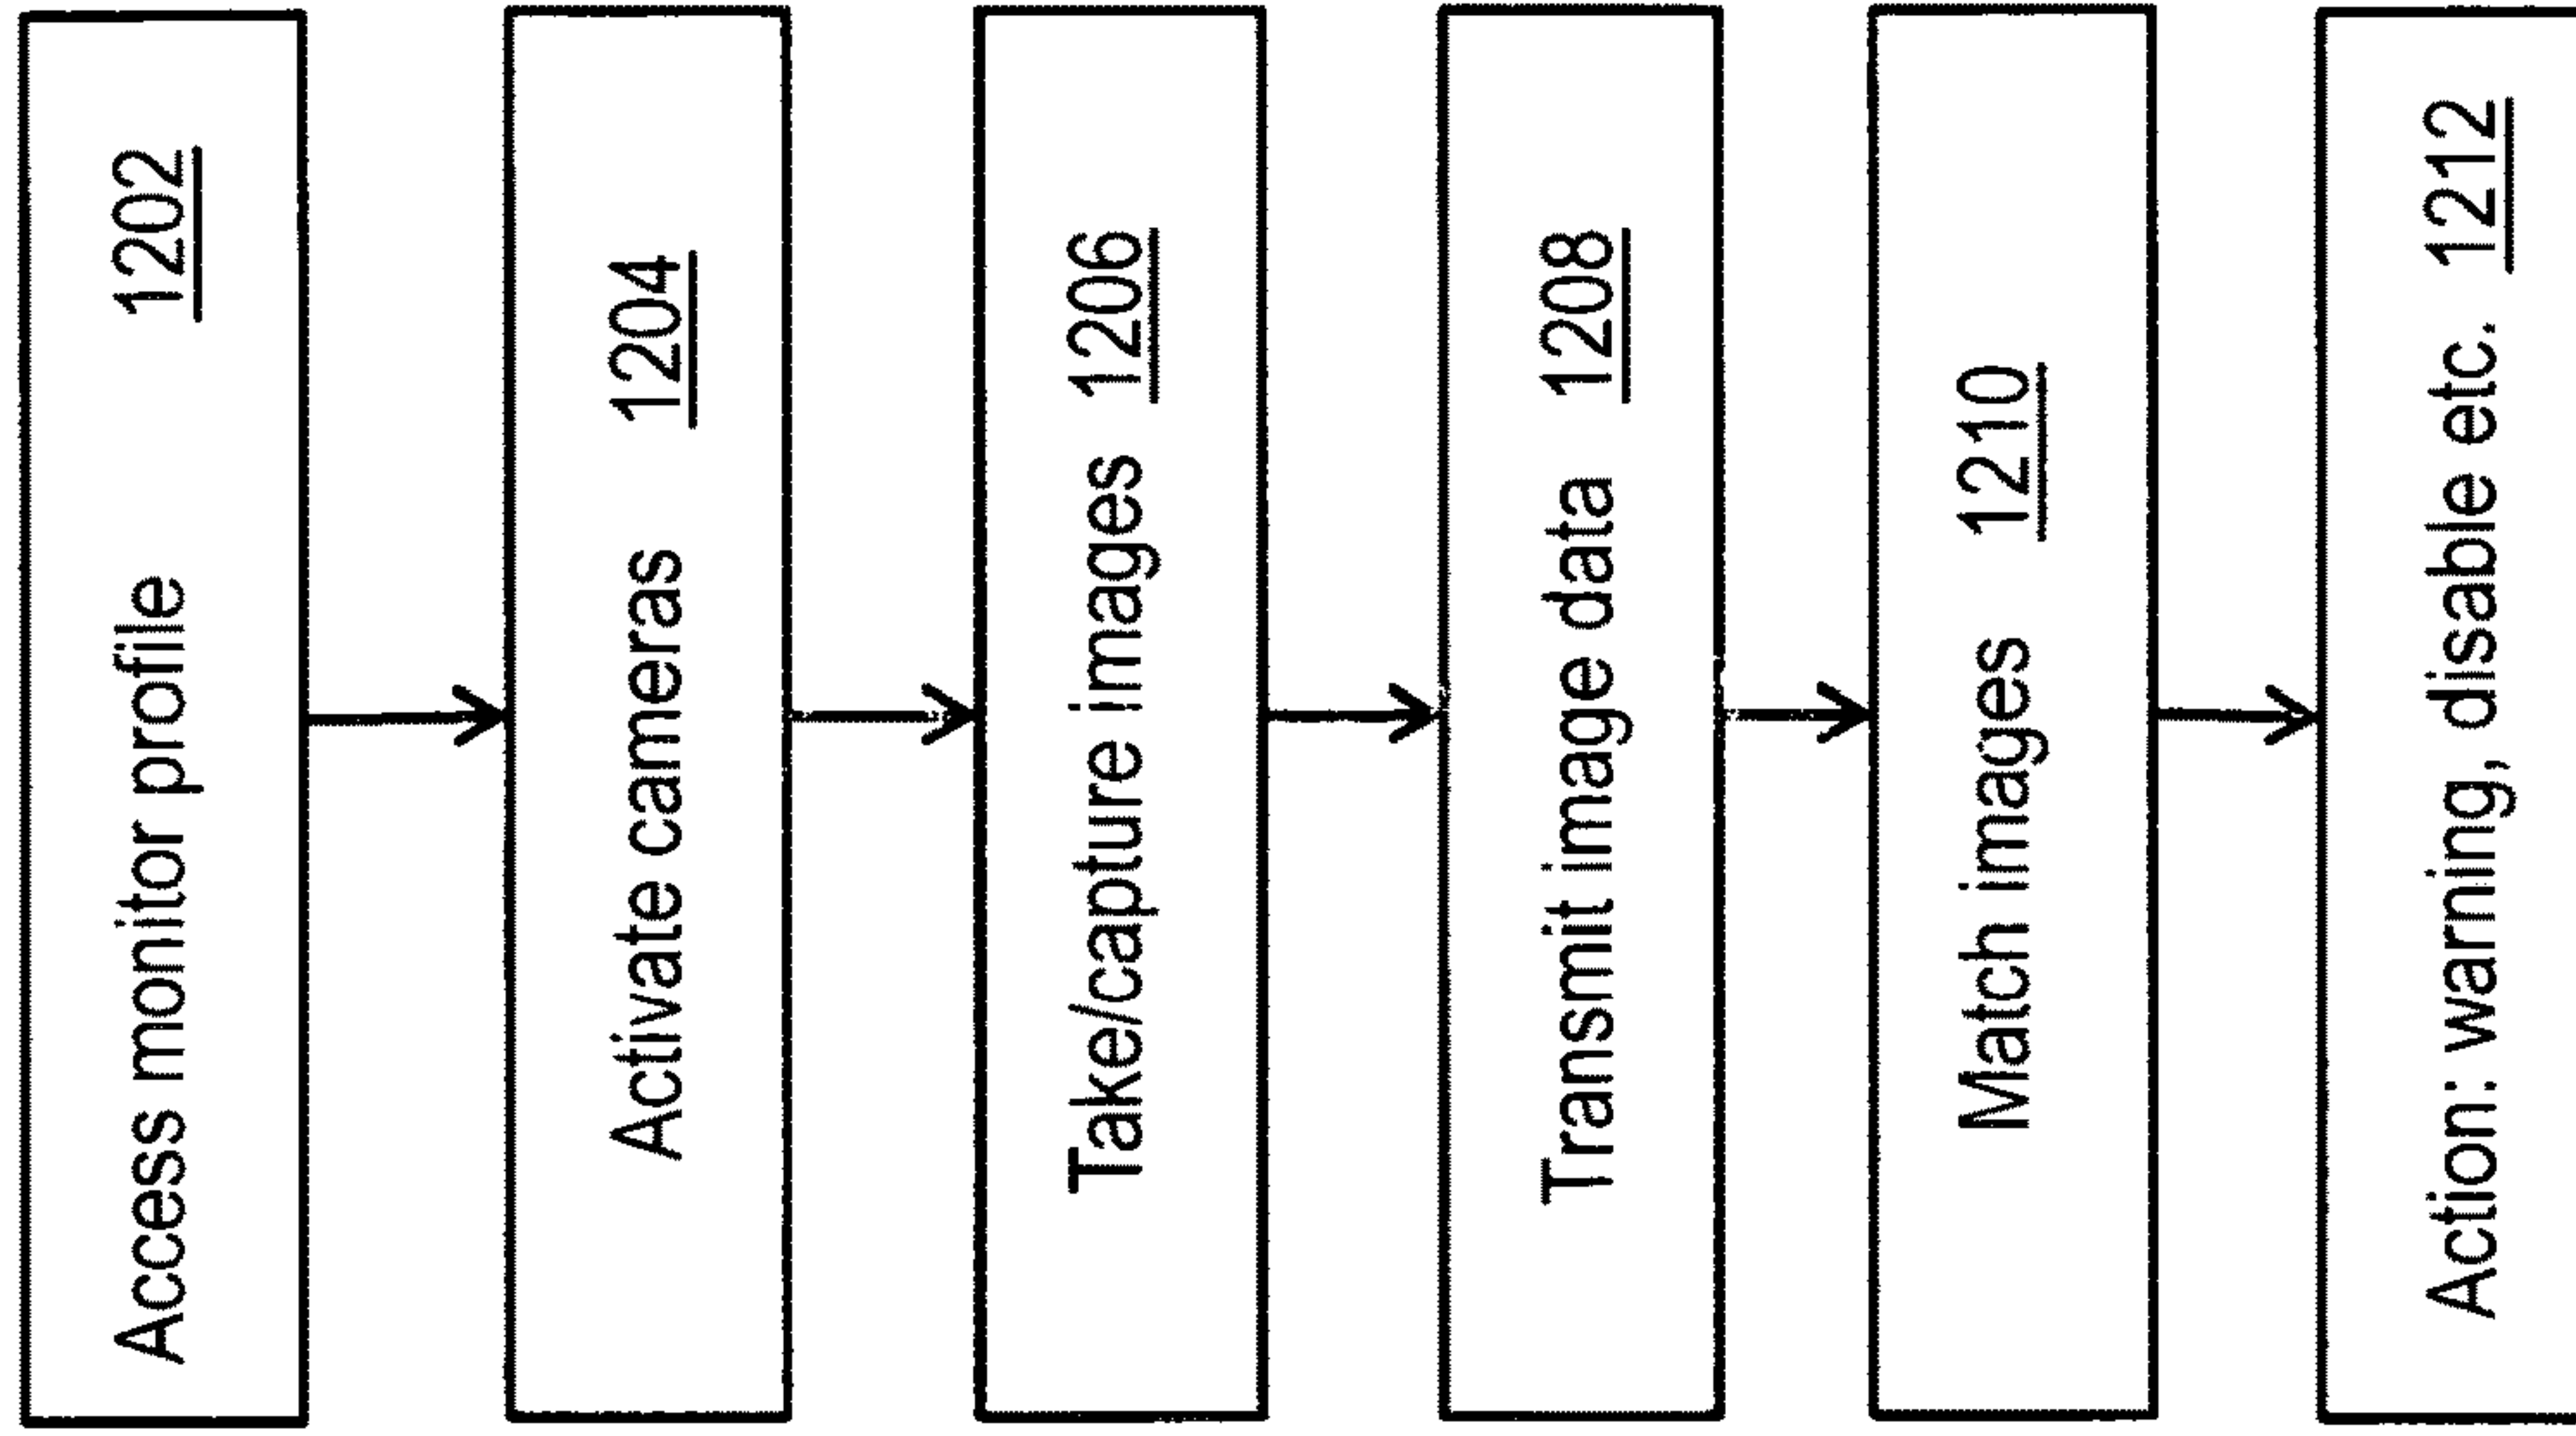 Access monitor profile 1202
Activate cameras 1204
Take/capture images 1206
Transmit image data 1208
Match images 1210
Action: warning, disable etc. 1212